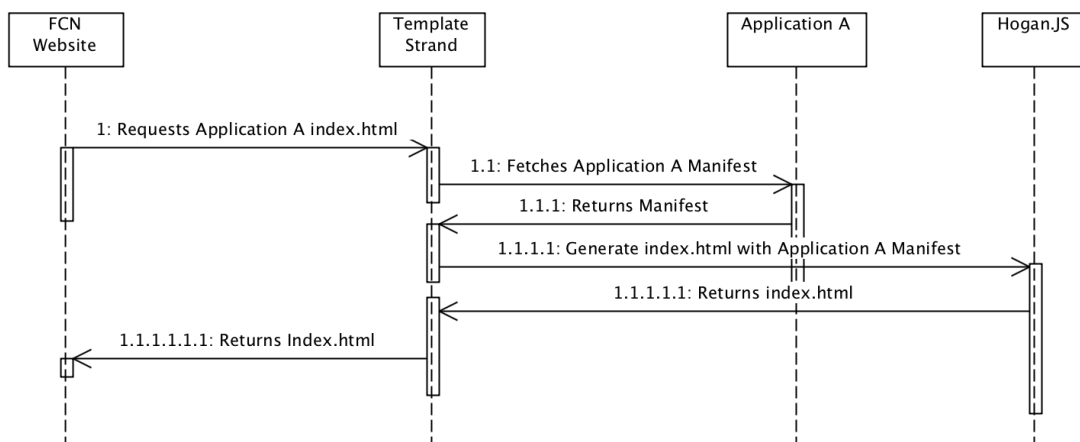 FCN
Website
Template
Strand
Application A
Hogan.JS
1: Requests Application A index.html
1.1: Fetches Application A Manifest
1.1.1: Returns Manifest
1.1.1.1: Generate index.html with Application A Manifest
1.1.1.1.1: Returns index.html
1.1.1.1.1.1: Returns Index.html